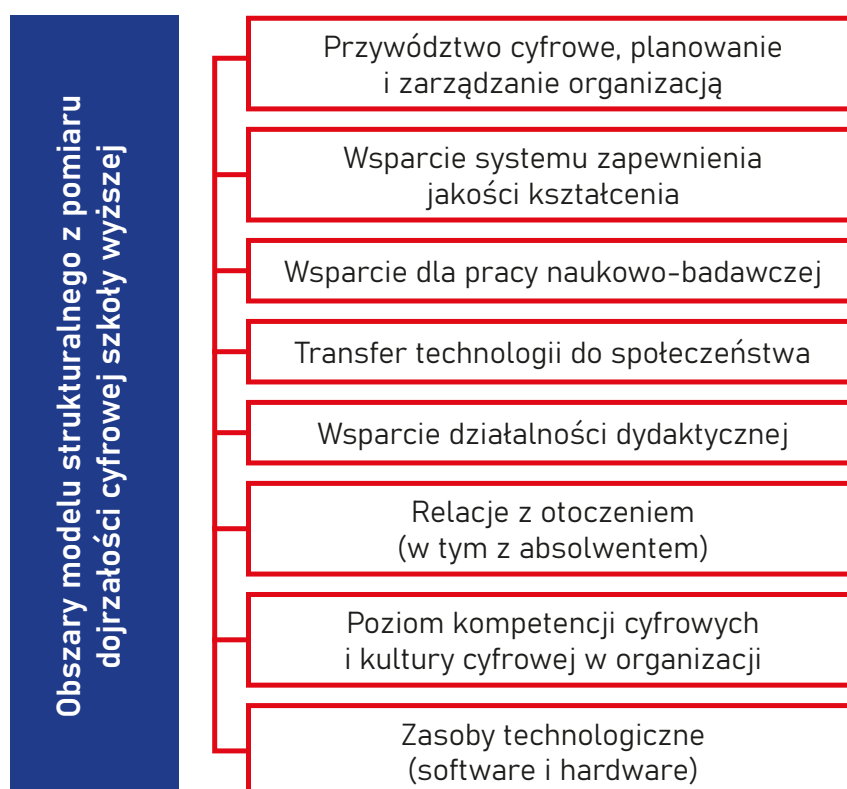 Obszary modelu strukturalnego z pomiaru
dojrzałości cyfrowej szkoły wyższej
Przywództwo cyfrowe, planowanie
i zarządzanie organizacją
Wsparcie systemu zapewnienia
jakości kształcenia
Wsparcie dla pracy naukowo-badawczej
Transfer technologii do społeczeństwa
Wsparcie działalności dydaktycznej
Relacje z otoczeniem
(w tym z absolwentem)
Poziom kompetencji cyfrowych
i kultury cyfrowej w organizacji
Zasoby technologiczne
(software i hardware)